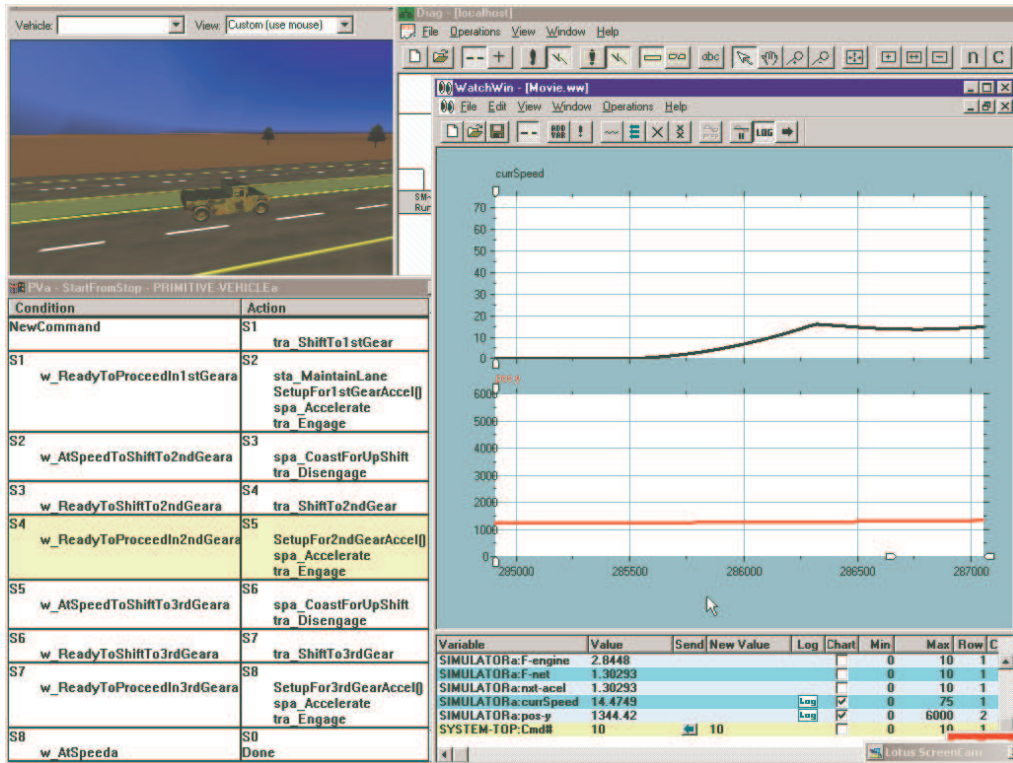 Vehicle: View: Custom (use mouse)
Diag - [localhost]
File Operations View Window Help
abc n C
WatchWin - [Movie.ww]
File Edit View Window Operations Help
ADD VAR ! LOG
SM-
Run
currSpeed
70
60
50
40
30
20
10
0
6000
5000
4000
3000
2000
1000
0
285000 285500 286000 286500 287000
PVa - StartFromStop - PRIMITIVE-VEHICLEa
Condition Action
NewCommand S1
tra_ShiftTo1stGear
S1 S2
w_ReadyToProceedIn1stGeara sta_MaintainLane
SetupFor1stGearAccel()
spa_Accelerate
tra_Engage
S2 S3
w_AtSpeedToShiftTo2ndGeara spa_CoastForUpShift
tra_Disengage
S3 S4
w_ReadyToShiftTo2ndGeara tra_ShiftTo2ndGear
S4 S5
w_ReadyToProceedIn2ndGeara SetupFor2ndGearAccel()
spa_Accelerate
tra_Engage
S5 S6
w_AtSpeedToShiftTo3rdGeara spa_CoastForUpShift
tra_Disengage
S6 S7
w_ReadyToShiftTo3rdGeara tra_ShiftTo3rdGear
S7 S8
w_ReadyToProceedIn3rdGeara SetupFor3rdGearAccel()
spa_Accelerate
tra_Engage
S8 S0
w_AtSpeeda Done
Variable Value Send New Value Log Chart Min Max Row C
SIMULATORa:F-engine 2.8448 0 10 1
SIMULATORa:F-net 1.30293 0 10 1
SIMULATORa:nxt-acel 1.30293 0 10 1
SIMULATORa:currSpeed 14.4749 Log 0 75 1
SIMULATORa:pos-y 1344.42 Log 0 6000 2
SYSTEM-TOP:Cmd# 10 10 0 10 1
Lotus ScreenCam